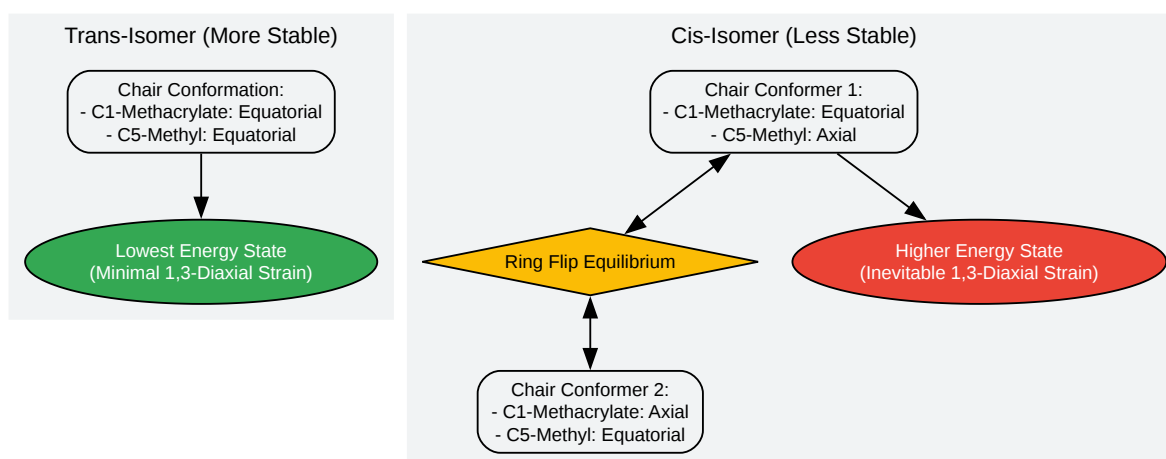 Trans-Isomer (More Stable)
Chair Conformation:
- C1-Methacrylate: Equatorial
- C5-Methyl: Equatorial
Lowest Energy State
(Minimal 1,3-Diaxial Strain)
Cis-Isomer (Less Stable)
Chair Conformer 1:
- C1-Methacrylate: Equatorial
- C5-Methyl: Axial
Ring Flip Equilibrium
Higher Energy State
(Inevitable 1,3-Diaxial Strain)
Chair Conformer 2:
- C1-Methacrylate: Axial
- C5-Methyl: Equatorial